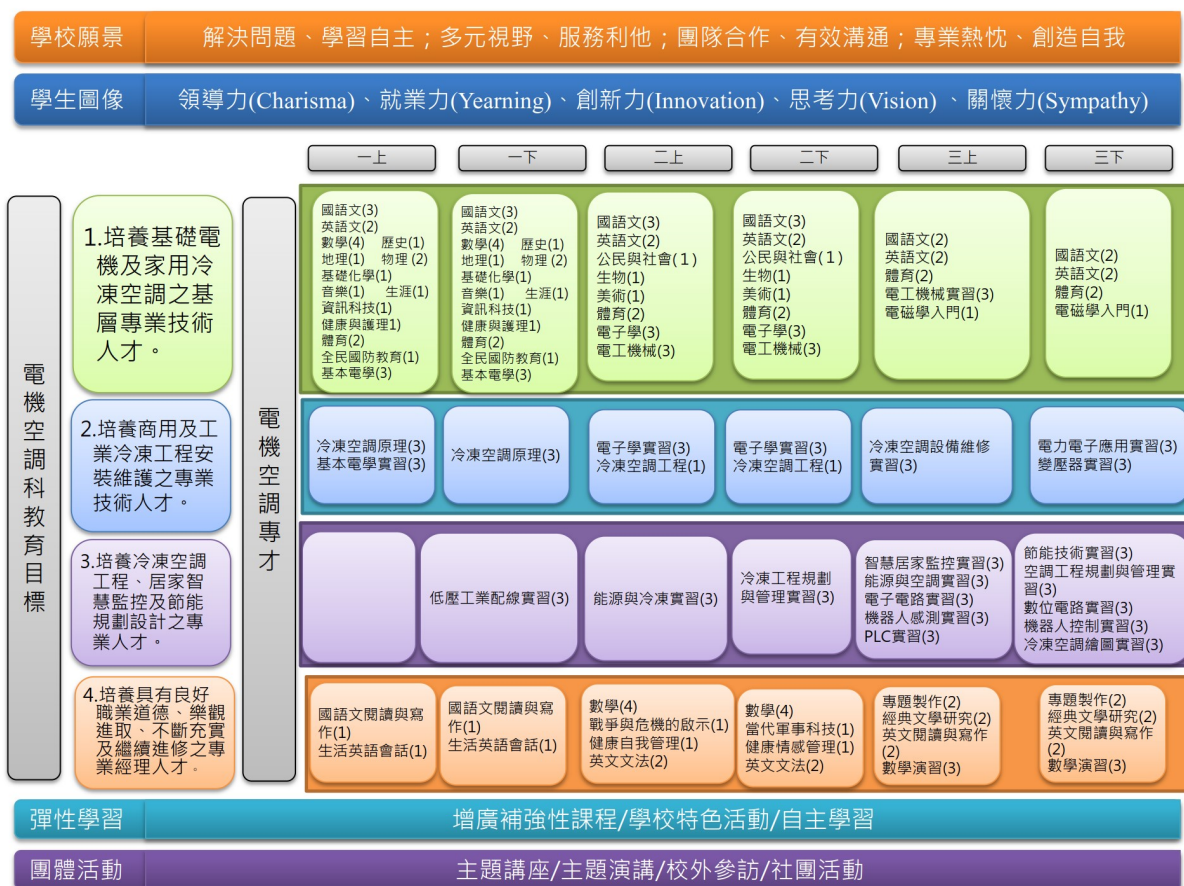 學校願景 解決問題、學習自主；多元視野、服務利他；團隊合作、有效溝通；專業熱忱、創造自我
學生圖像 領導力(Charisma)、就業力(Yearning)、創新力(Innovation)、思考力(Vision) 、關懷力(Sympathy)
一上
一下
二上
二下
三上
三下
電機空調科教育目標
電機空調專才
1.培養基礎電
機及家用冷
凍空調之基
層專業技術
人才。
國語文(3)
英語文(2)
數學(4) 歷史(1)
地理(1) 物理(2)
基礎化學(1)
音樂(1) 生涯(1)
資訊科技(1)
健康與護理1)
體育(2)
全民國防教育(1)
基本電學(3)
國語文(3)
英語文(2)
數學(4) 歷史(1)
地理(1) 物理(2)
基礎化學(1)
音樂(1) 生涯(1)
資訊科技(1)
健康與護理1)
體育(2)
全民國防教育(1)
基本電學(3)
國語文(3)
英語文(2)
公民與社會(1)
生物(1)
美術(1)
體育(2)
電子學(3)
電工機械(3)
國語文(3)
英語文(2)
公民與社會(1)
生物(1)
美術(1)
體育(2)
電子學(3)
電工機械(3)
國語文(2)
英語文(2)
體育(2)
電工機械實習(3)
電磁學入門(1)
國語文(2)
英語文(2)
體育(2)
電磁學入門(1)
2.培養商用及工
業冷凍工程安
裝維護之專業
技術人才。
冷凍空調原理(3)
基本電學實習(3)
冷凍空調原理(3)
電子學實習(3)
冷凍空調工程(1)
電子學實習(3)
冷凍空調工程(1)
冷凍空調設備維修
實習(3)
電力電子應用實習(3)
變壓器實習(3)
3.培養冷凍空調
工程、居家智
慧監控及節能
規劃設計之專
業人才。
低壓工業配線實習(3)
能源與冷凍實習(3)
冷凍工程規劃
與管理實習(3)
智慧居家監控實習(3)
能源與空調實習(3)
電子電路實習(3)
機器人感測實習(3)
PLC實習(3)
節能技術實習(3)
空調工程規劃與管理實
習(3)
數位電路實習(3)
機器人控制實習(3)
冷凍空調繪圖實習(3)
4.培養具有良好
職業道德、樂觀
進取、不斷充實
及繼續進修之專
業經理人才。
國語文閱讀與寫
作(1)
生活英語會話(1)
國語文閱讀與寫
作(1)
生活英語會話(1)
數學(4)
戰爭與危機的啟示(1)
健康自我管理(1)
英文文法(2)
數學(4)
當代軍事科技(1)
健康情感管理(1)
英文文法(2)
專題製作(2)
經典文學研究(2)
英文閱讀與寫作
(2)
數學演習(3)
專題製作(2)
經典文學研究(2)
英文閱讀與寫作
(2)
數學演習(3)
彈性學習 增廣補強性課程/學校特色活動/自主學習
團體活動 主題講座/主題演講/校外參訪/社團活動